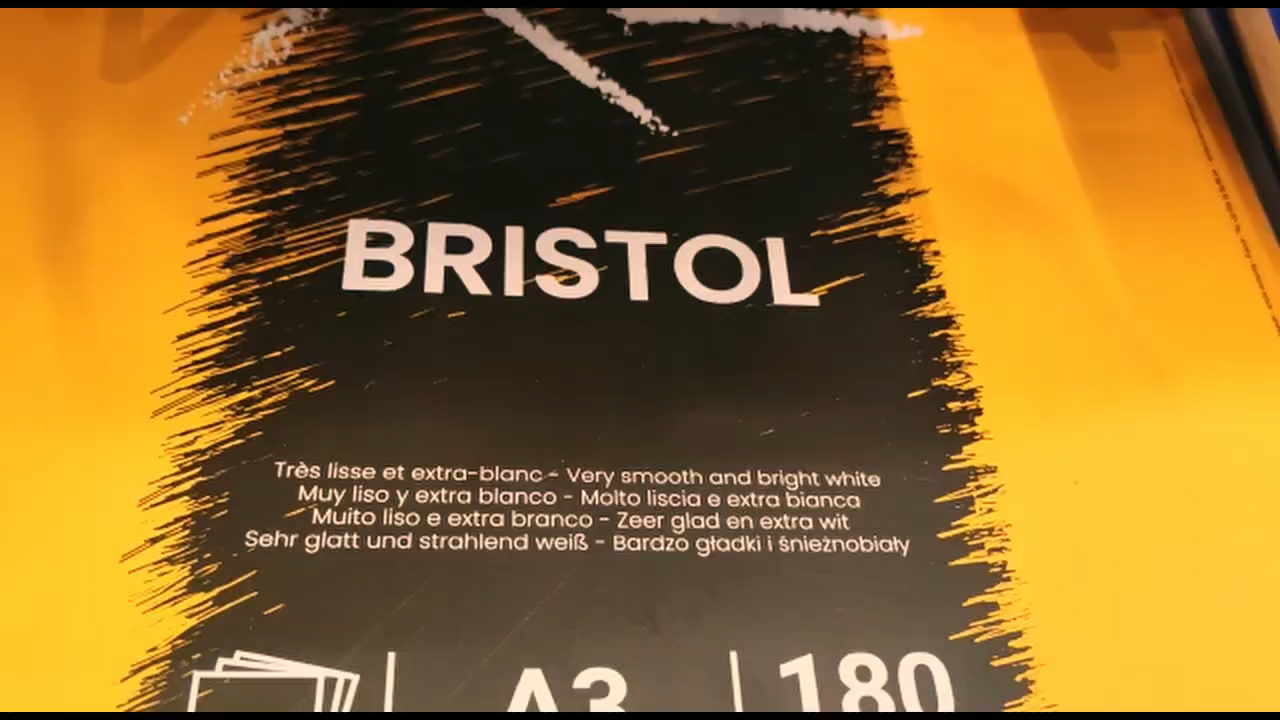 BRISTOL
Très lisse et extra-blanc - Very smooth and bright white
Muy liso y extra blanco - Molto liscia e extra bianca
Muito liso e extra branco - Zeer glad en extra wit
Sehr glatt und strahlend weiß - Bardzo gładki i śnieżnobiały
A3 180